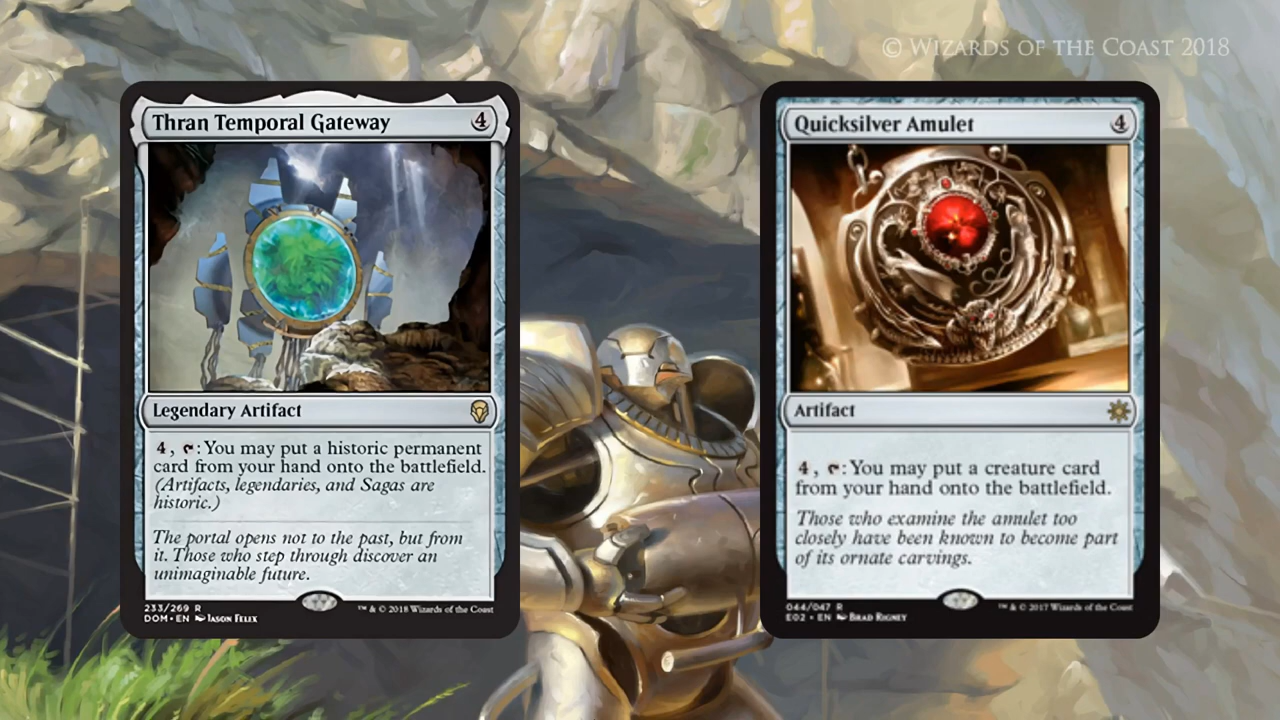 © Wizards of the Coast 2018
Thran Temporal Gateway 4
Legendary Artifact
4, : You may put a historic permanent
card from your hand onto the battlefield.
(Artifacts, legendaries, and Sagas are
historic.)
The portal opens not to the past, but from
it. Those who step through discover an
unimaginable future.
233/269 R
™ & © 2018 Wizards of the Coast
DOM • EN Jason Felix
Quicksilver Amulet 4
Artifact
4, : You may put a creature card
from your hand onto the battlefield.
Those who examine the amulet too
closely have been known to become part
of its ornate carvings.
044/047 R
™ & © 2017 Wizards of the Coast
E02 • EN Brad Rigney